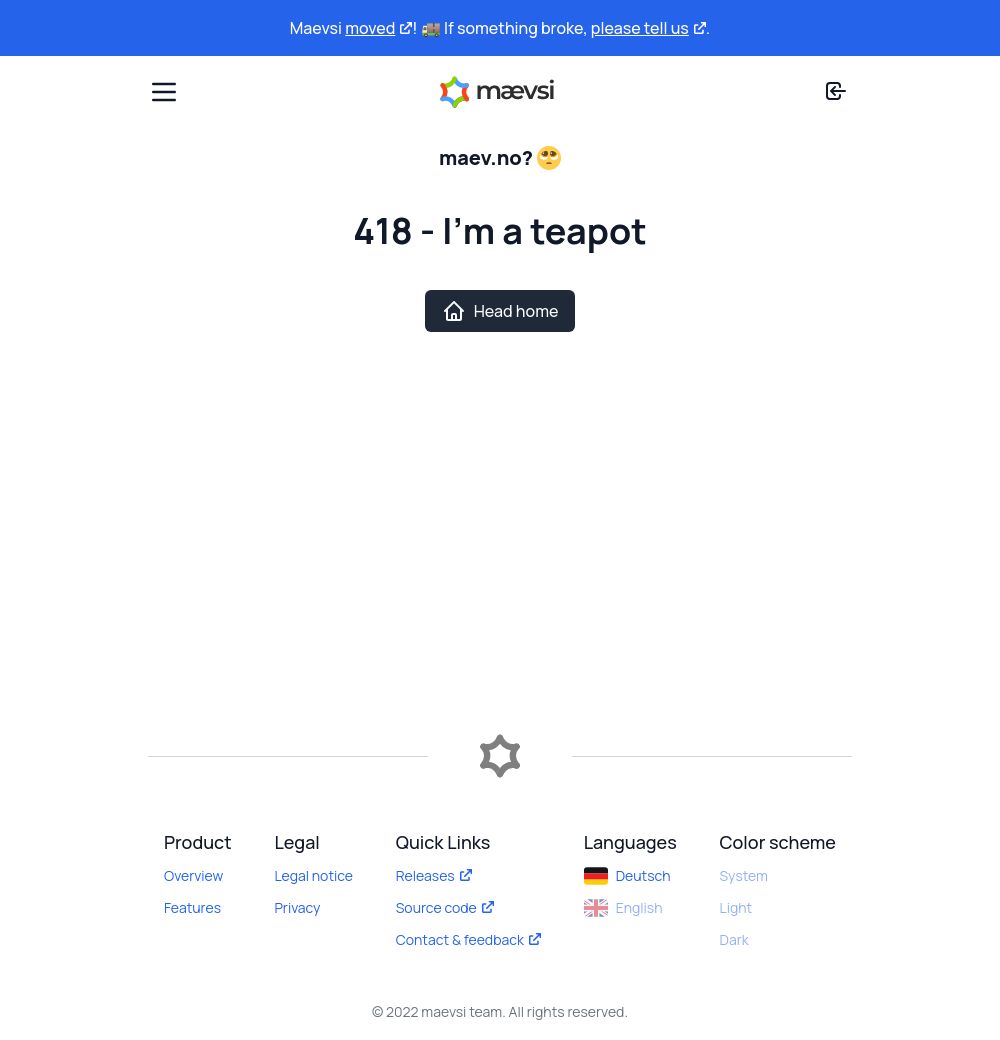 Maevsi moved ! 🚚 If something broke, please tell us .
mævsi
maev.no? 🥺
418 - I’m a teapot
Head home
Product
Overview
Features
Legal
Legal notice
Privacy
Quick Links
Releases
Source code
Contact & feedback
Languages
Deutsch
English
Color scheme
System
Light
Dark
© 2022 maevsi team. All rights reserved.